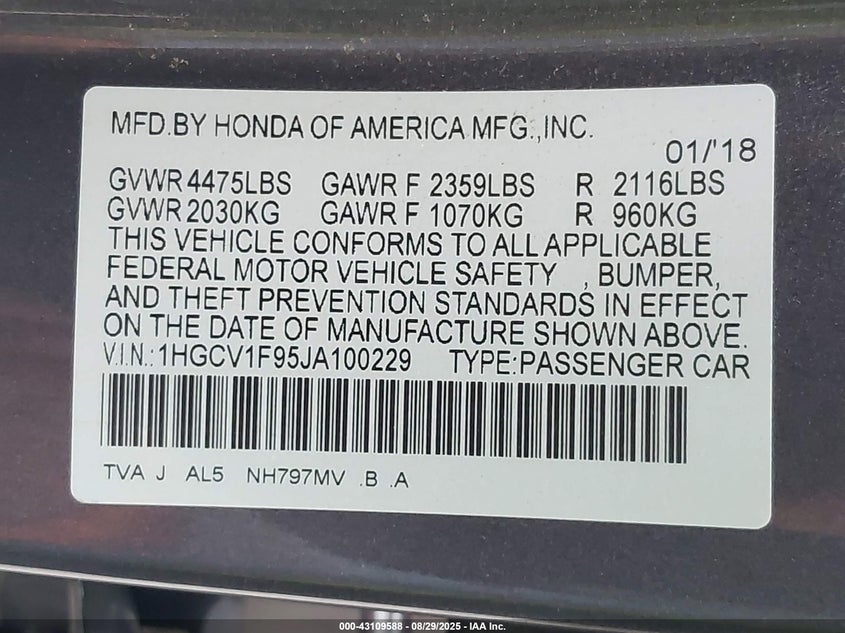 MFD.BY HONDA OF AMERICA MFG.,INC.
01/'18
GVWR 4475LBS GAWR F 2359LBS R 2116LBS
GVWR 2030KG GAWR F 1070KG R 960KG
THIS VEHICLE CONFORMS TO ALL APPLICABLE
FEDERAL MOTOR VEHICLE SAFETY , BUMPER,
AND THEFT PREVENTION STANDARDS IN EFFECT
ON THE DATE OF MANUFACTURE SHOWN ABOVE.
V.I.N.:1HGCV1F95JA100229 TYPE:PASSENGER CAR
TVA J AL5 NH797MV .B .A
000-43109588 - 08/29/2025 - IAA Inc.